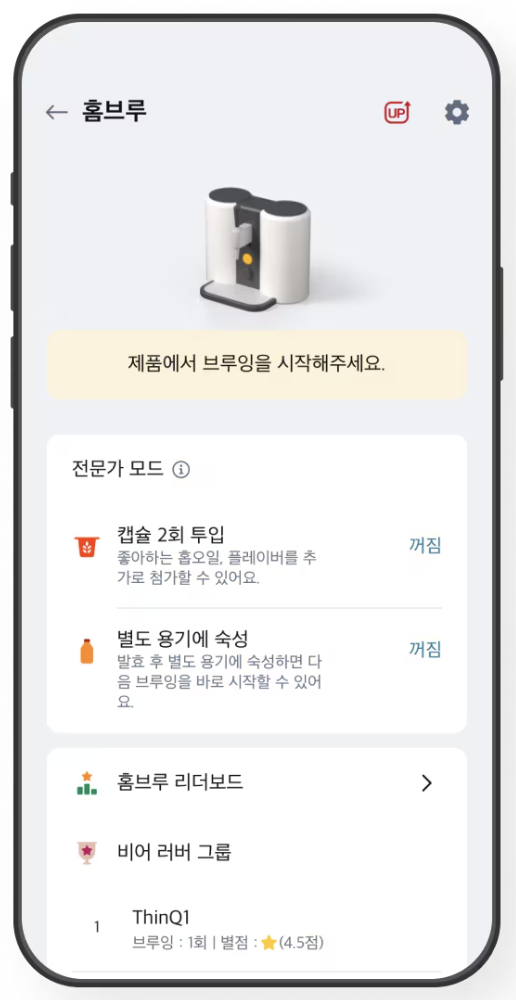 홈브루
UP
제품에서 브루잉을 시작해주세요.
전문가 모드
캡슐 2회 투입
꺼짐
좋아하는 홉오일, 플레이버를 추
가로 첨가할 수 있어요.
별도 용기에 숙성
꺼짐
발효 후 별도 용기에 숙성하면 다
음 브루잉을 바로 시작할 수 있어
요.
홈브루 리더보드
비어 러버 그룹
1
ThinQ1
브루잉 : 1회 | 별점 : ⭐(4.5점)